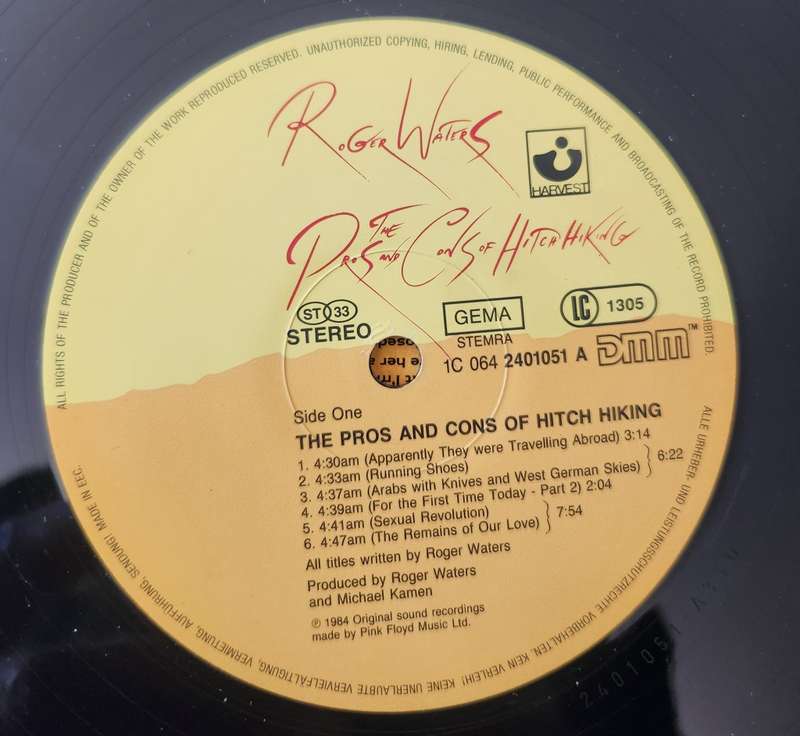 ALL RIGHTS OF THE PRODUCER AND OF THE OWNER OF THE WORK REPRODUCED RESERVED. UNAUTHORIZED COPYING, HIRING, LENDING, PUBLIC PERFORMANCE AND BROADCASTING OF THE RECORD PROHIBITED.
ROGER WATERS
HARVEST
THE
PROS AND CONS OF HITCH HIKING
ST 33
STEREO
GEMA
STEMRA
LC 1305
1C 064 2401051 A
DMM™
Side One
THE PROS AND CONS OF HITCH HIKING
1. 4:30am (Apparently They were Travelling Abroad) 3:14
2. 4:33am (Running Shoes)
3. 4:37am (Arabs with Knives and West German Skies) 6:22
4. 4:39am (For the First Time Today - Part 2) 2:04
5. 4:41am (Sexual Revolution)
6. 4:47am (The Remains of Our Love) 7:54
All titles written by Roger Waters
Produced by Roger Waters
and Michael Kamen
℗ 1984 Original sound recordings
made by Pink Floyd Music Ltd.
ALLE URHEBER- UND LEISTUNGSSCHUTZRECHTE VORBEHALTEN. KEIN VERLEIH! KEINE UNERLAUBTE VERVIELFÄLTIGUNG, VERMIETUNG, AUFFÜHRUNG, SENDUNG! MADE IN EEC.
2401051